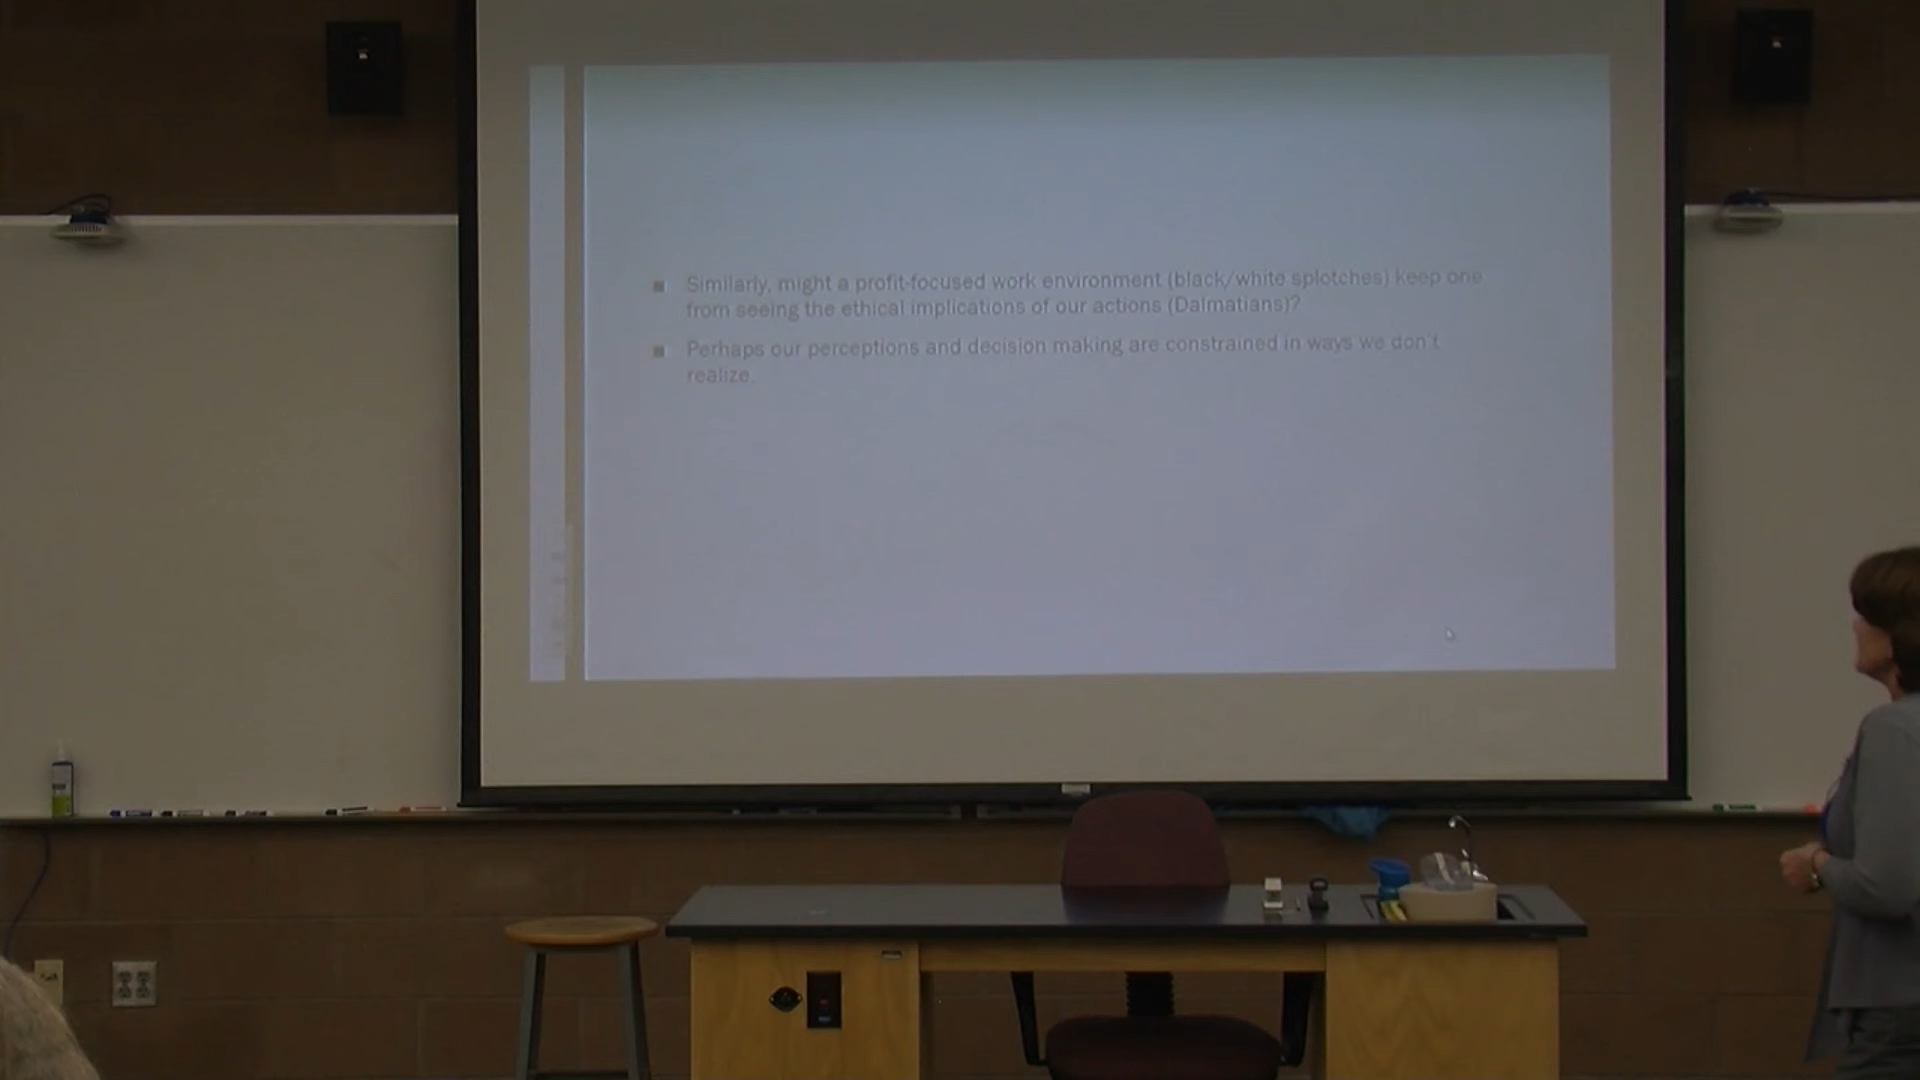 Similarly, might a profit-focused work environment (black/white splotches) keep one
from seeing the ethical implications of our actions (Dalmatians)?
Perhaps our perceptions and decision making are constrained in ways we don't
realize.